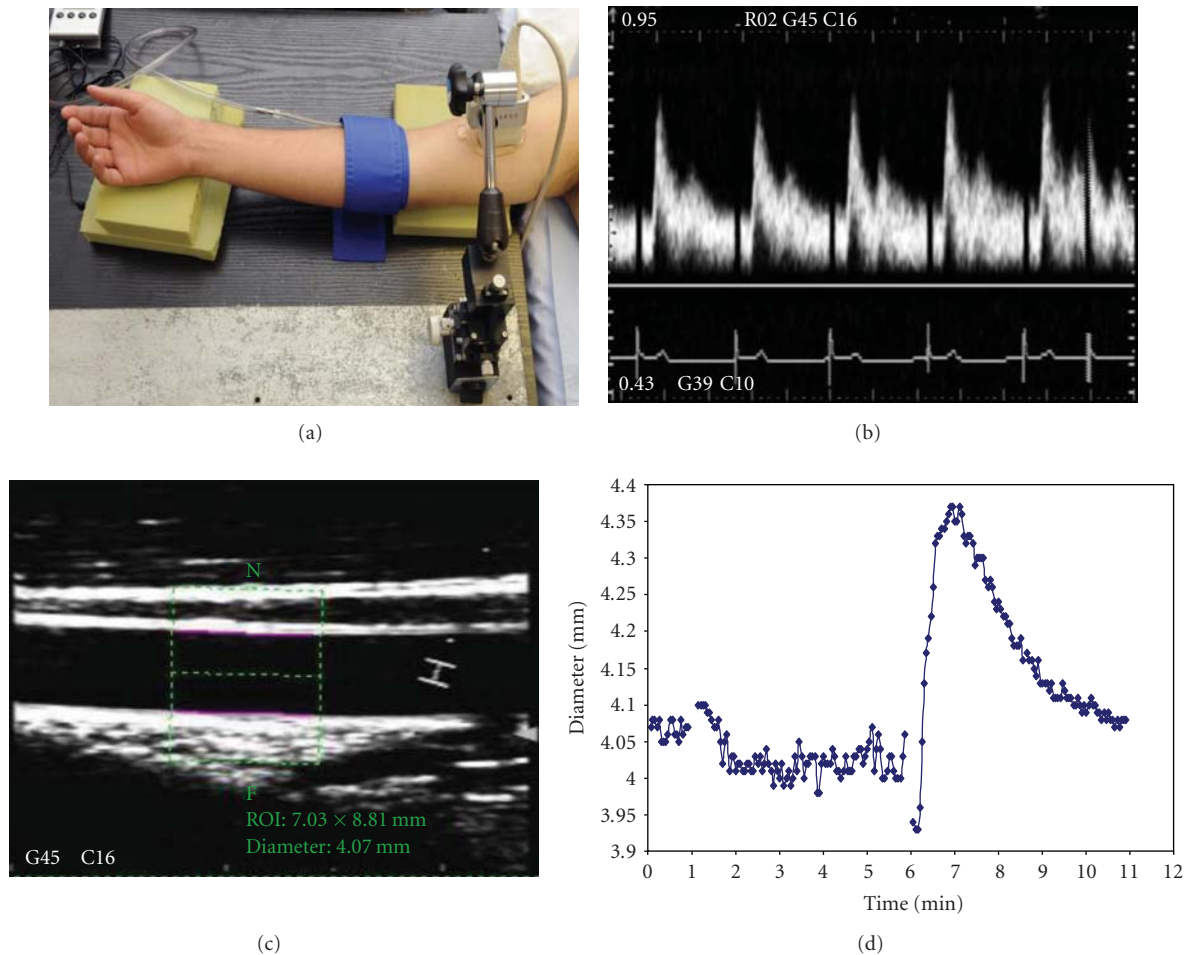 (a)
0.95 R02 G45 C16
0.43 G39 C10
(b)
N
F
ROI: 7.03 × 8.81 mm
Diameter: 4.07 mm
G45 C16
(c)
4.4
4.35
4.3
4.25
4.2
4.15
4.1
4.05
4
3.95
3.9
Diameter (mm)
0 1 2 3 4 5 6 7 8 9 10 11 12
Time (min)
(d)